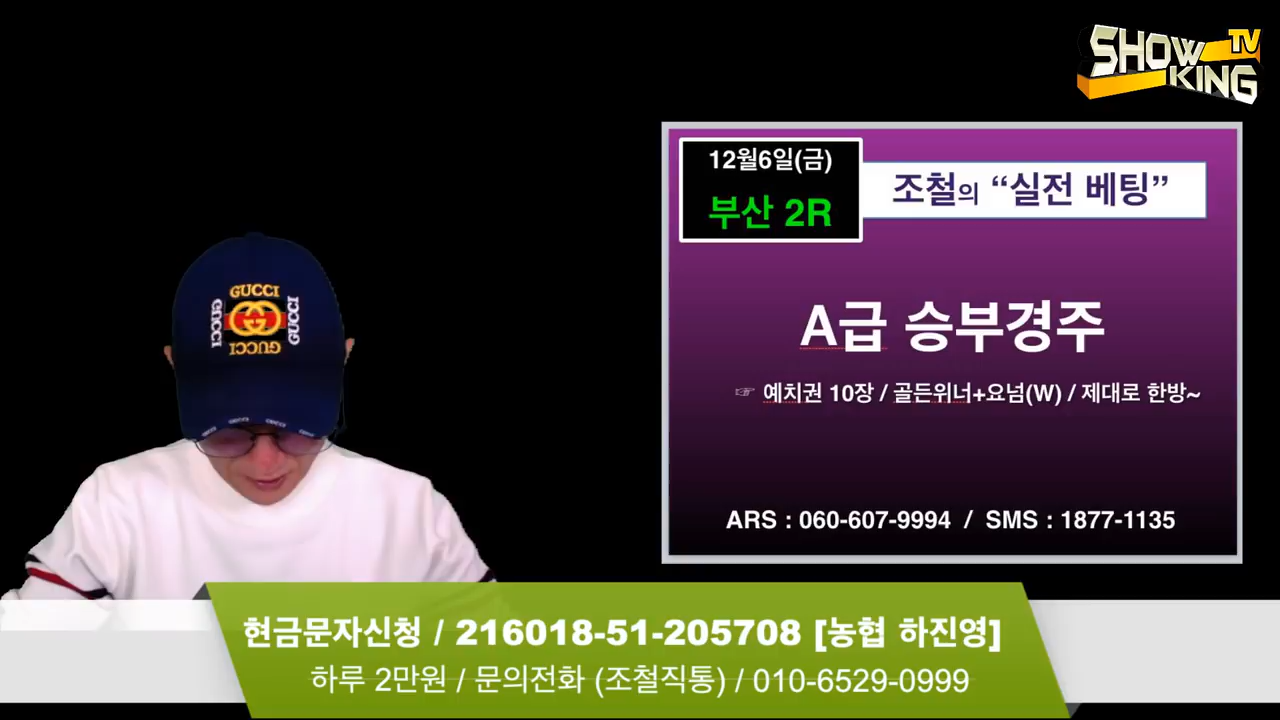 SHOW TV
KING
12월6일(금)
부산 2R
조철의 “실전 베팅”
A급 승부경주
☞ 예치권 10장 / 골든위너+요넘(W) / 제대로 한방~
ARS : 060-607-9994 / SMS : 1877-1135
GUCCI
GUCCI
GUCCI
GUCCI
현금문자신청 / 216018-51-205708 [농협 하진영]
하루 2만원 / 문의전화 (조철직통) / 010-6529-0999